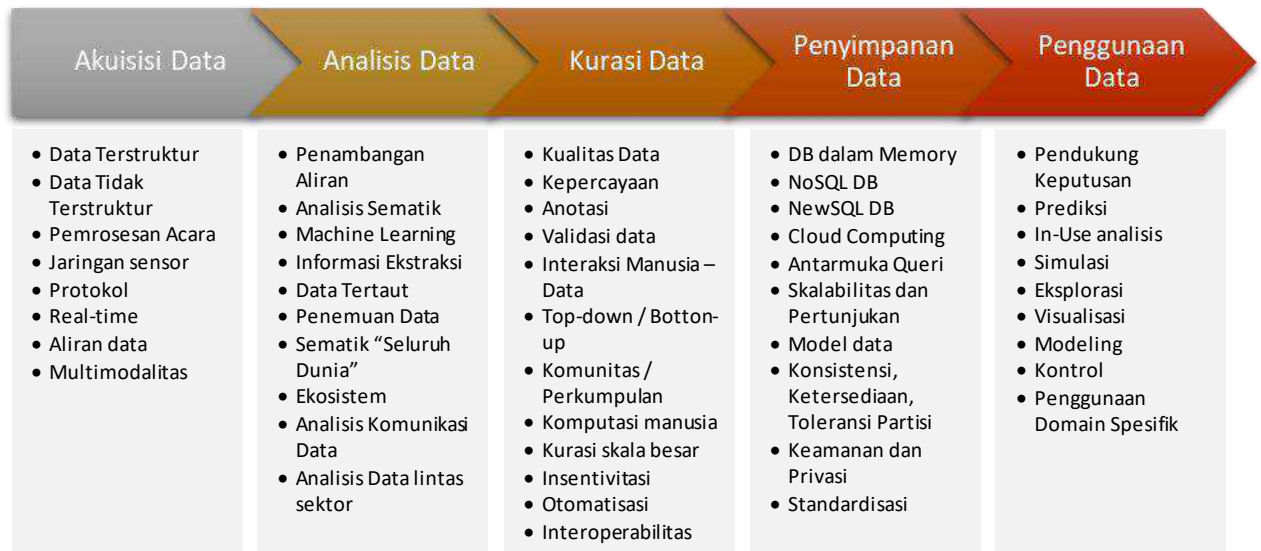 Akuisisi Data
Analisis Data
Kurasi Data
Penyimpanan
Data
Penggunaan
Data
• Data Terstruktur
• Data Tidak
Terstruktur
• Pemrosesan Acara
• Jaringan sensor
• Protokol
• Real-time
• Aliran data
• Multimodalitas
• Penambangan
Aliran
• Analisis Sematik
• Machine Learning
• Informasi Ekstraksi
• Data Tertaut
• Penemuan Data
• Sematik “Seluruh
Dunia”
• Ekosistem
• Analisis Komunikasi
Data
• Analisis Data lintas
sektor
• Kualitas Data
• Kepercayaan
• Anotasi
• Validasi data
• Interaksi Manusia –
Data
• Top-down / Botton-
up
• Komunitas /
Perkumpulan
• Komputasi manusia
• Kurasi skala besar
• Insentivitasi
• Otomatisasi
• Interoperabilitas
• DB dalam Memory
• NoSQL DB
• NewSQL DB
• Cloud Computing
• Antarmuka Queri
• Skalabilitas dan
Pertunjukan
• Model data
• Konsistensi,
Ketersediaan,
Toleransi Partisi
• Keamanan dan
Privasi
• Standardisasi
• Pendukung
Keputusan
• Prediksi
• In-Use analisis
• Simulasi
• Eksplorasi
• Visualisasi
• Modeling
• Kontrol
• Penggunaan
Domain Spesifik